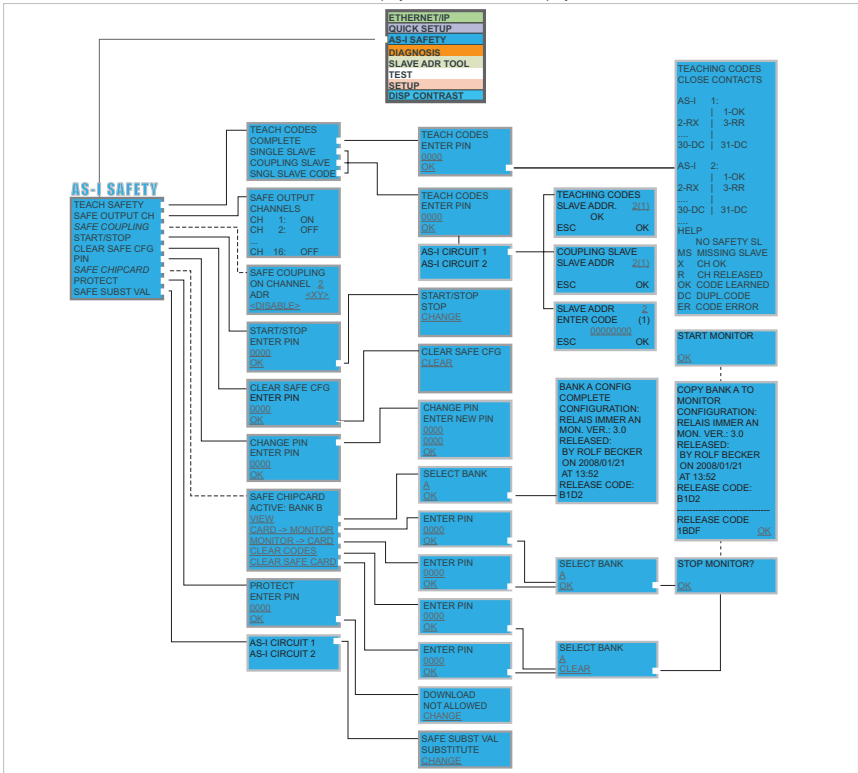 ETHERNET/IP
QUICK SETUP
AS-I SAFETY
DIAGNOSIS
SLAVE ADR TOOL
TEST
SETUP
DISP CONTRAST
AS-I SAFETY
TEACH SAFETY
SAFE OUTPUT CH
SAFE COUPLING
START/STOP
CLEAR SAFE CFG
PIN
SAFE CHIPCARD
PROTECT
SAFE SUBST VAL
TEACH CODES
COMPLETE
SINGLE SLAVE
COUPLING SLAVE
SNGL SLAVE CODE
SAFE OUTPUT
CHANNELS
CH 1: ON
CH 2: OFF
...
CH 16: OFF
SAFE COUPLING
ON CHANNEL 2
ADR <XY>
<DISABLE>
START/STOP
ENTER PIN
0000
OK
CLEAR SAFE CFG
ENTER PIN
0000
OK
CHANGE PIN
ENTER PIN
0000
OK
SAFE CHIPCARD
ACTIVE: BANK B
VIEW
CARD -> MONITOR
MONITOR -> CARD
CLEAR CODES
CLEAR SAFE CARD
PROTECT
ENTER PIN
0000
OK
AS-I CIRCUIT 1
AS-I CIRCUIT 2
TEACH CODES
ENTER PIN
0000
OK
TEACH CODES
ENTER PIN
0000
OK
AS-I CIRCUIT 1
AS-I CIRCUIT 2
START/STOP
STOP
CHANGE
CLEAR SAFE CFG
CLEAR
CHANGE PIN
ENTER NEW PIN
0000
0000
OK
SELECT BANK
A
OK
ENTER PIN
0000
OK
ENTER PIN
0000
OK
ENTER PIN
0000
OK
ENTER PIN
0000
OK
DOWNLOAD
NOT ALLOWED
CHANGE
SAFE SUBST VAL
SUBSTITUTE
CHANGE
TEACHING CODES
SLAVE ADDR. 2(1)
OK
ESC OK
COUPLING SLAVE
SLAVE ADDR 2(1)
ESC OK
SLAVE ADDR 2
ENTER CODE (1)
00000000
ESC OK
BANK A CONFIG
COMPLETE
CONFIGURATION:
RELAIS IMMER AN
MON. VER.: 3.0
RELEASED:
BY ROLF BECKER
ON 2008/01/21
AT 13:52
RELEASE CODE:
B1D2
SELECT BANK
A
OK
SELECT BANK
A
CLEAR
TEACHING CODES
CLOSE CONTACTS
AS-I 1:
| 1-OK
2-RX | 3-RR
.... |
30-DC | 31-DC
AS-I 2:
| 1-OK
2-RX | 3-RR
.... |
30-DC | 31-DC
....
HELP
NO SAFETY SL
MS MISSING SLAVE
X CH OK
R CH RELEASED
OK CODE LEARNED
DC DUPL.CODE
ER CODE ERROR
START MONITOR
OK
COPY BANK A TO
MONITOR
CONFIGURATION:
RELAIS IMMER AN
MON. VER.: 3.0
RELEASED:
BY ROLF BECKER
ON 2008/01/21
AT 13:52
RELEASE CODE:
B1D2
------------------------------
RELEASE CODE
1BDF OK
STOP MONITOR?
OK